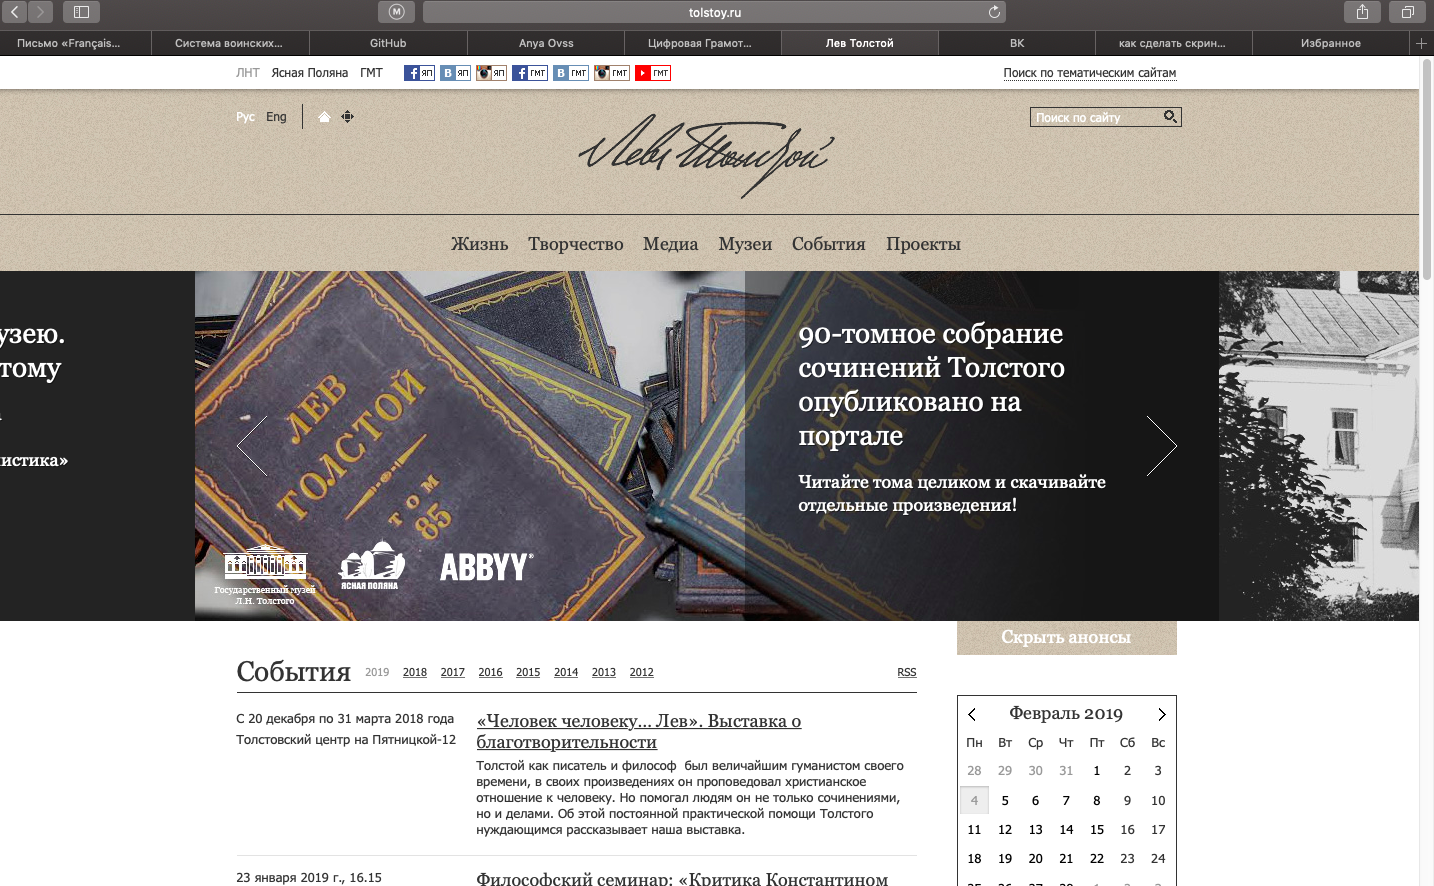 tolstoy.ru
Письмо «Français...
Система воинских...
GitHub
Anya Ovss
Цифровая Грамот...
Лев Толстой
ВК
как сделать скрин...
Избранное
ЛНТ Ясная Поляна ГМТ ЯП ЯП ЯП ГМТ ГМТ ГМТ ГМТ
Поиск по тематическим сайтам
Рус Eng
Поиск по сайту
Лев Толстой
Жизнь Творчество Медиа Музеи События Проекты
узею.
тому
истика»
ЛЕВ
ТОЛСТОЙ
ТОМ
85
Государственный музей
Л.Н. Толстого
ЯСНАЯ ПОЛЯНА
ABBYY
90-томное собрание
сочинений Толстого
опубликовано на
портале
Читайте тома целиком и скачивайте
отдельные произведения!
Скрыть анонсы
События 2019 2018 2017 2016 2015 2014 2013 2012 RSS
С 20 декабря по 31 марта 2018 года
Толстовский центр на Пятницкой-12
«Человек человеку... Лев». Выставка о
благотворительности
Толстой как писатель и философ был величайшим гуманистом своего
времени, в своих произведениях он проповедовал христианское
отношение к человеку. Но помогал людям он не только сочинениями,
но и делами. Об этой постоянной практической помощи Толстого
нуждающимся рассказывает наша выставка.
23 января 2019 г., 16.15
Философский семинар: «Критика Константином
Февраль 2019
Пн Вт Ср Чт Пт Сб Вс
28 29 30 31 1 2 3
4 5 6 7 8 9 10
11 12 13 14 15 16 17
18 19 20 21 22 23 24